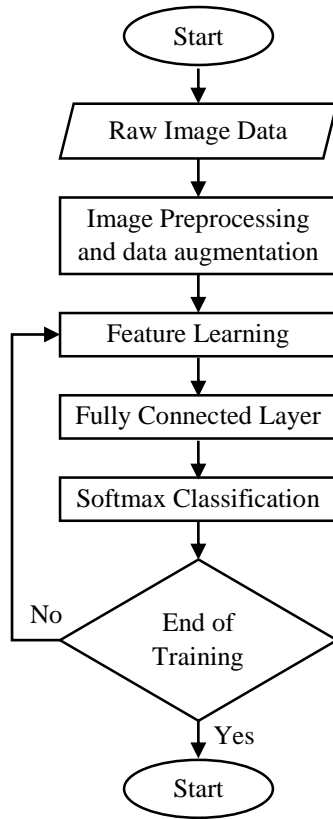 Start
Raw Image Data
Image Preprocessing
and data augmentation
Feature Learning
Fully Connected Layer
Softmax Classification
No
End of
Training
Yes
Start